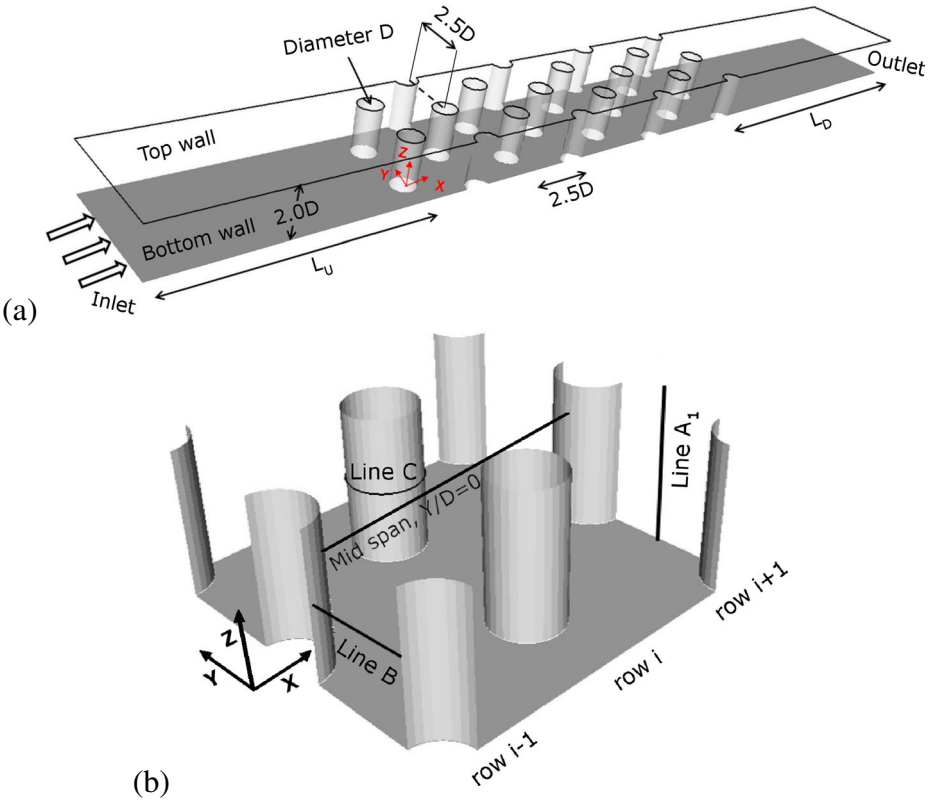 2.5D
Diameter D
Outlet
Top wall
L_D
Z
Y
X
2.5D
2.0D
Bottom wall
L_U
Inlet
(a)
Line A_1
Line C
Mid span, Y/D=0
row i+1
Z
Line B
Y
X
row i
row i-1
(b)